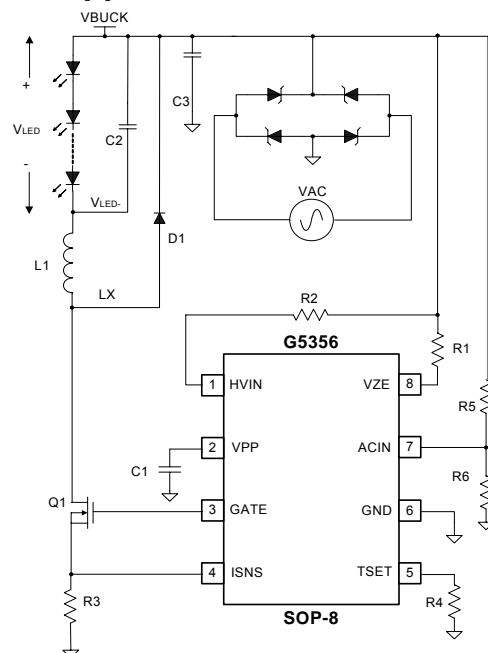 VBUCK
+
VLED
-
C2
C3
VLED-
L1
D1
LX
VAC
R2
G5356
R1
1 HVIN
VZE 8
R5
C1
2 VPP
ACIN 7
R6
Q1
3 GATE
GND 6
4 ISNS
TSET 5
R3
R4
SOP-8